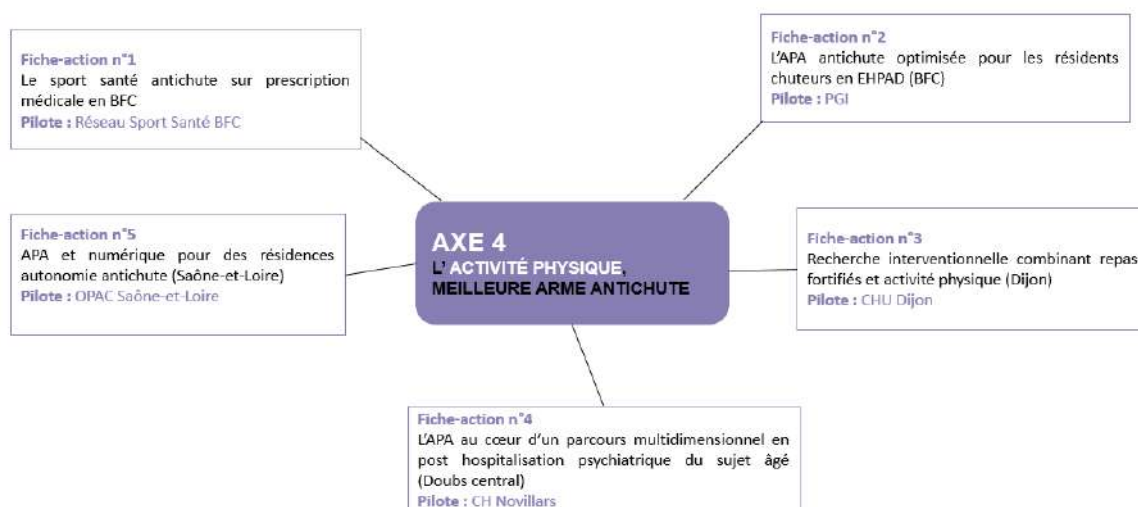 Fiche-action n°1
Le sport santé antichute sur prescription
médicale en BFC
Pilote : Réseau Sport Santé BFC
Fiche-action n°2
L'APA antichute optimisée pour les résidents
chuteurs en EHPAD (BFC)
Pilote : PGI
Fiche-action n°5
APA et numérique pour des résidences
autonomie antichute (Saône-et-Loire)
Pilote : OPAC Saône-et-Loire
AXE 4
L' ACTIVITÉ PHYSIQUE,
MEILLEURE ARME ANTICHUTE
Fiche-action n°3
Recherche interventionnelle combinant repas
fortifiés et activité physique (Dijon)
Pilote : CHU Dijon
Fiche-action n°4
L'APA au cœur d'un parcours multidimensionnel en
post hospitalisation psychiatrique du sujet âgé
(Doubs central)
Pilote : CH Novillars